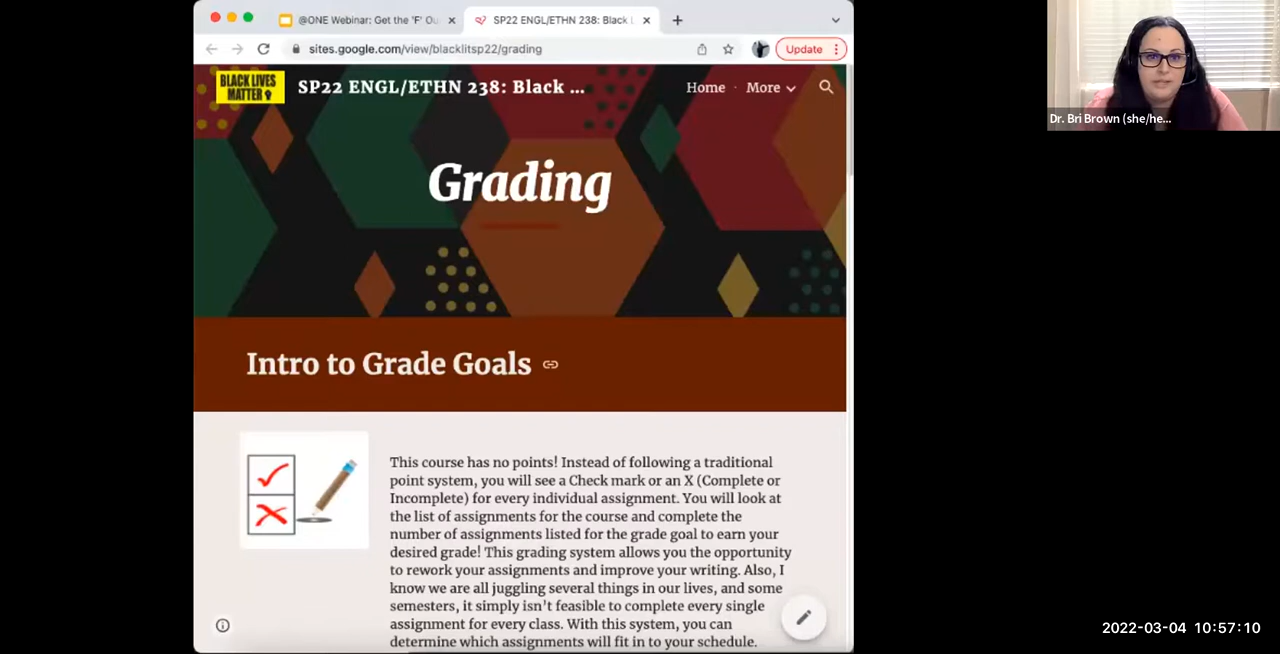 @ONE Webinar: Get the 'F' Ou
SP22 ENGL/ETHN 238: Black L
sites.google.com/view/blacklitsp22/grading
Update
BLACK LIVES
MATTER
SP22 ENGL/ETHN 238: Black ...
Home
More
Grading
Intro to Grade Goals
This course has no points! Instead of following a traditional
point system, you will see a Check mark or an X (Complete or
Incomplete) for every individual assignment. You will look at
the list of assignments for the course and complete the
number of assignments listed for the grade goal to earn your
desired grade! This grading system allows you the opportunity
to rework your assignments and improve your writing. Also, I
know we are all juggling several things in our lives, and some
semesters, it simply isn't feasible to complete every single
assignment for every class. With this system, you can
determine which assignments will fit in to your schedule.
Dr. Bri Brown (she/he...
2022-03-04 10:57:10